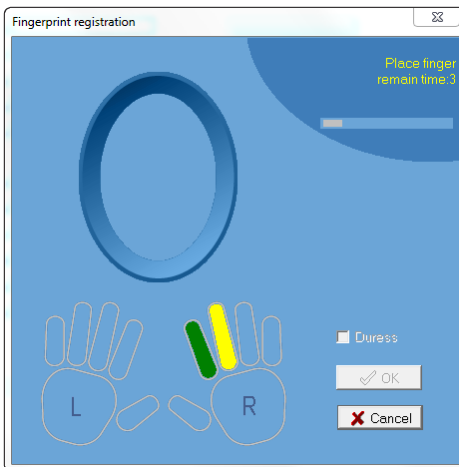 Fingerprint registration
Place finger
remain time:3
L
R
Duress
OK
Cancel